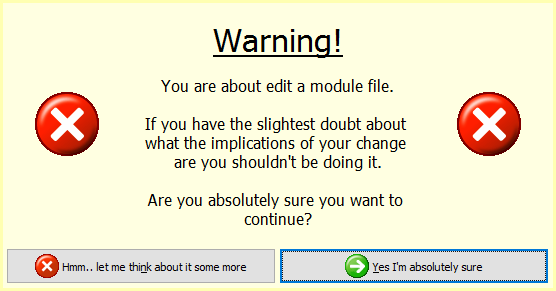 Warning!
You are about edit a module file.
If you have the slightest doubt about
what the implications of your change
are you shouldn't be doing it.
Are you absolutely sure you want to
continue?
Hmm.. let me think about it some more
Yes I'm absolutely sure